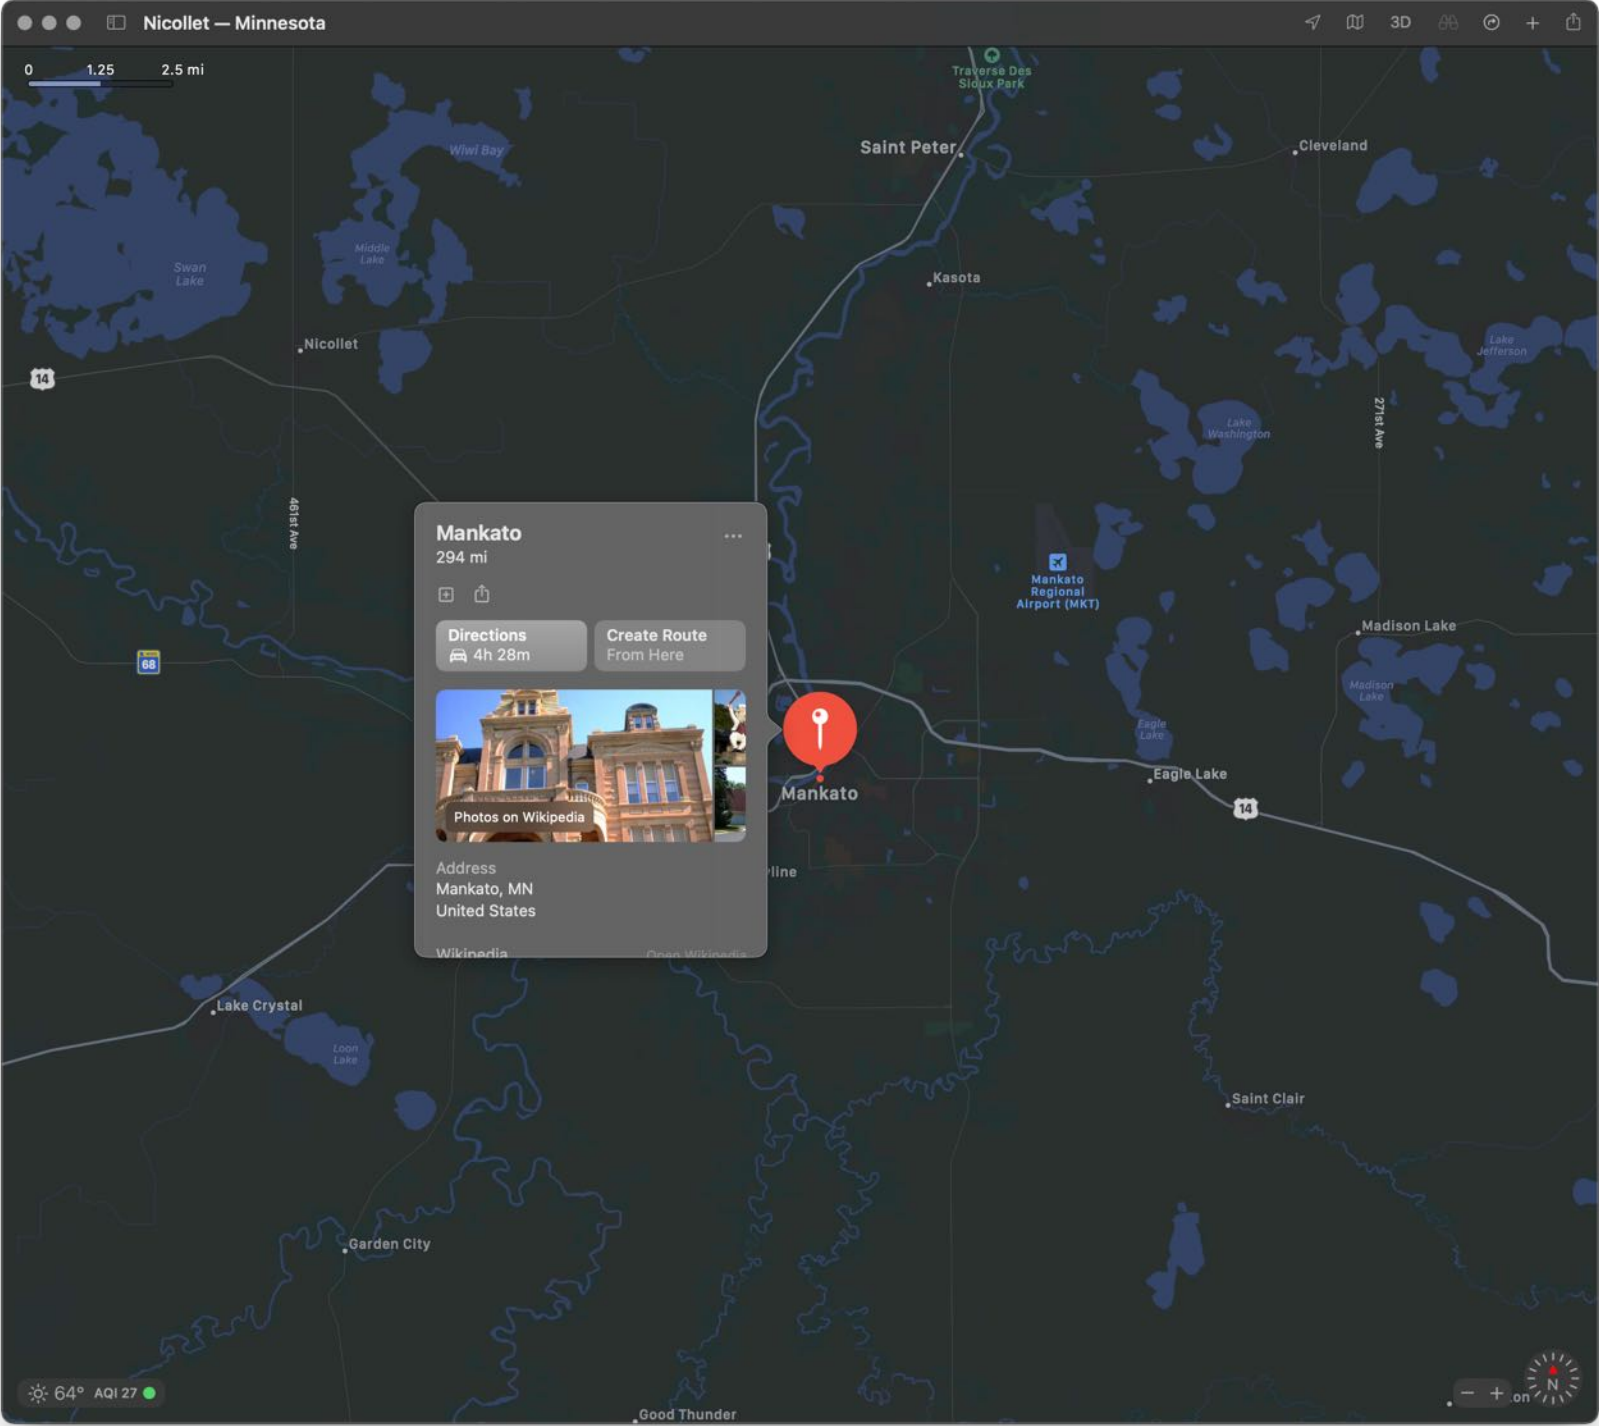 Nicollet — Minnesota
3D
0 1.25 2.5 mi
Traverse Des
Sioux Park
Saint Peter
Cleveland
Wiwi Bay
Middle
Lake
Swan
Lake
Kasota
Nicollet
14
Lake
Jefferson
271st Ave
Lake
Washington
461st Ave
Mankato
294 mi
Directions
4h 28m
Create Route
From Here
Photos on Wikipedia
Address
Mankato, MN
United States
Wikipedia
Open Wikipedia
Mankato
Regional
Airport (MKT)
Madison Lake
68
Madison
Lake
Eagle
Lake
Mankato
Eagle Lake
14
Lake Crystal
Loon
Lake
Saint Clair
Garden City
64° AQI 27
Good Thunder
N